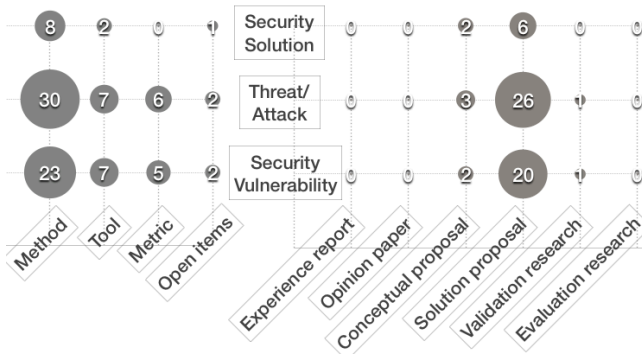 8 2 0 1 Security Solution 0 0 2 6 0 0
30 7 6 2 Threat/ Attack 0 0 3 26 1 0
23 7 5 2 Security Vulnerability 0 0 2 20 1 0
Method
Tool
Metric
Open items
Experience report
Opinion paper
Conceptual proposal
Solution proposal
Validation research
Evaluation research